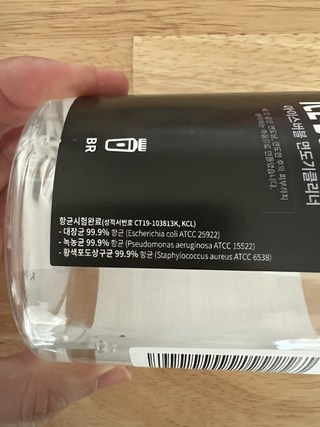 BR
항균시험완료(성적서번호 CT19-103813K, KCL)
- 대장균 99.9% 항균 (Escherichia coli ATCC 25922)
- 녹농균 99.9% 항균 (Pseudomonas aeruginosa ATCC 15522)
- 황색포도상구균 99.9% 항균 (Staphylococcus aureus ATCC 6538)